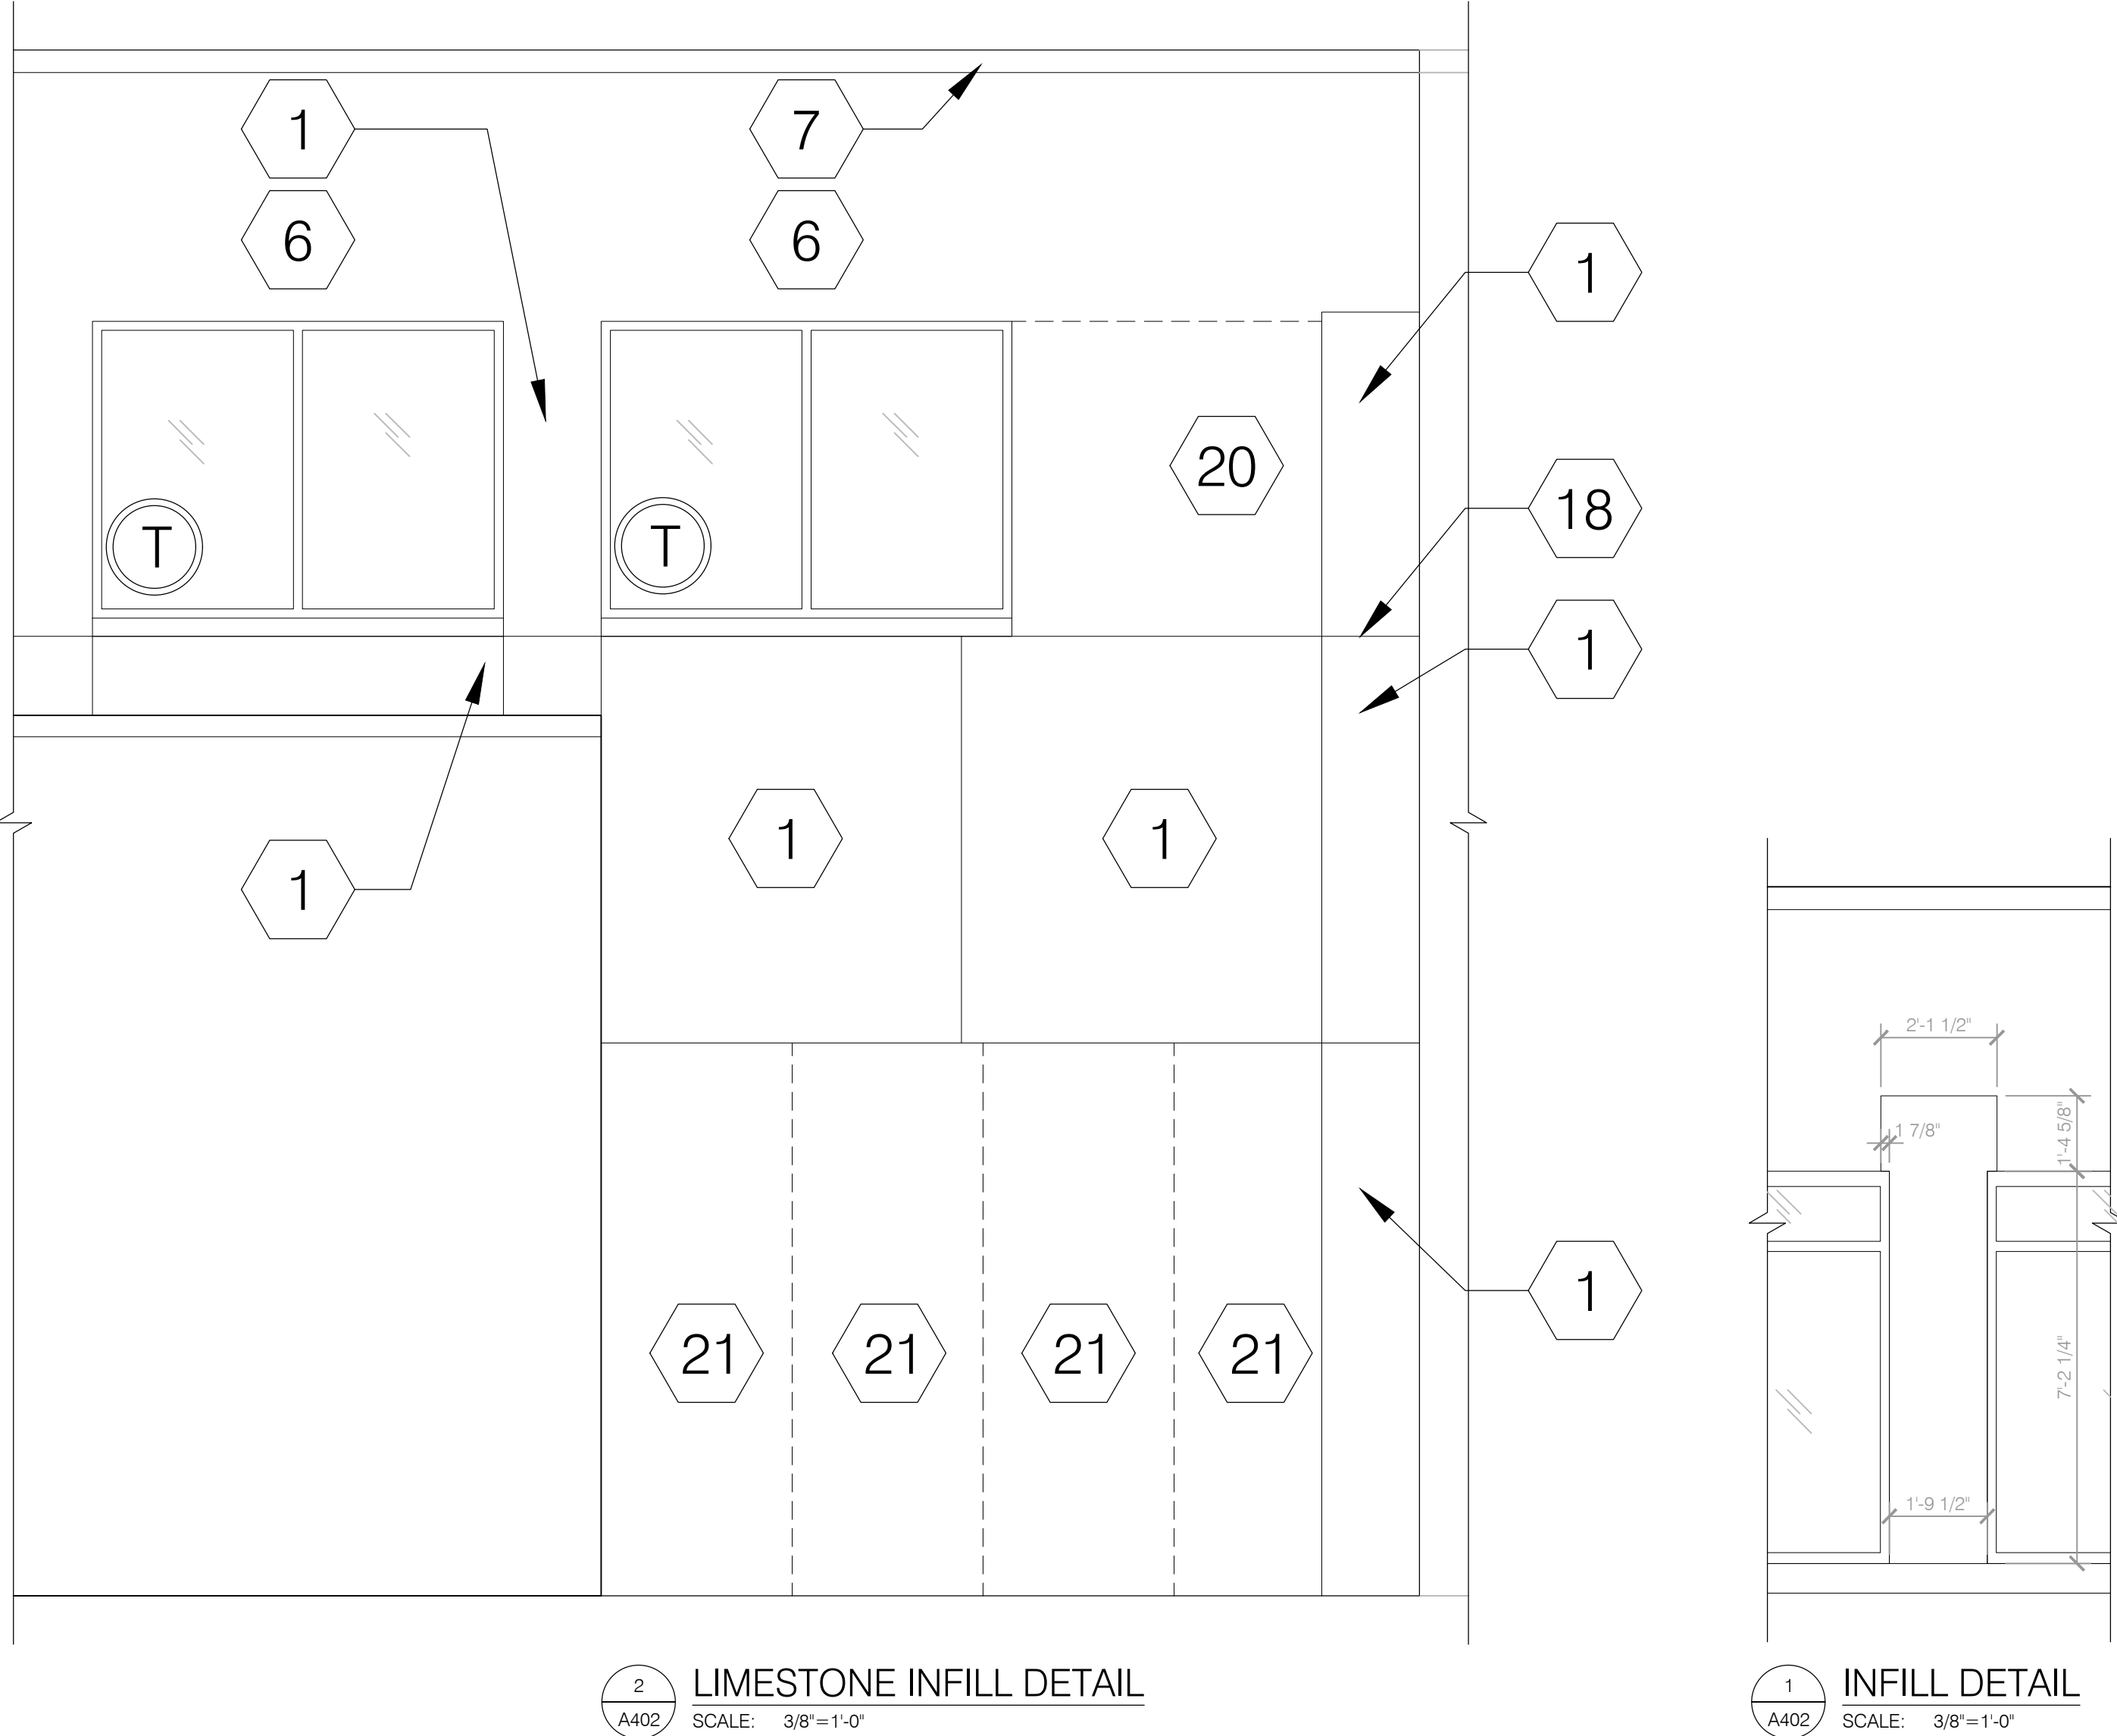 1
7
6
6
1
20
T
T
18
1
1
1
1
1
21
21
21
21
2
A402
LIMESTONE INFILL DETAIL
SCALE: 3/8"=1'-0"
2'-1 1/2"
1 7/8"
1'-4 5/8"
7'-2 1/4"
1'-9 1/2"
1
A402
INFILL DETAIL
SCALE: 3/8"=1'-0"